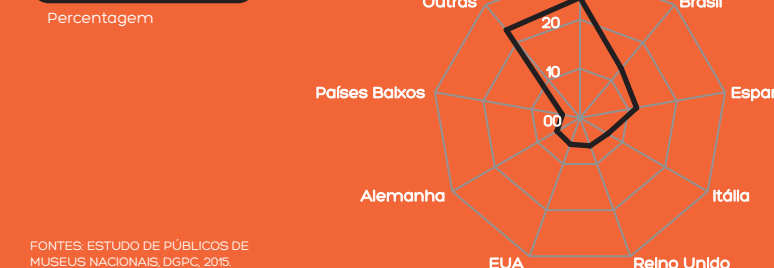 Outras
Brasil
Percentagem
20
10
Países Baixos
Espan
00
Alemanha
Itália
FONTES: ESTUDO DE PÚBLICOS DE
MUSEUS NACIONAIS, DGPC, 2015.
EUA
Reino Unido